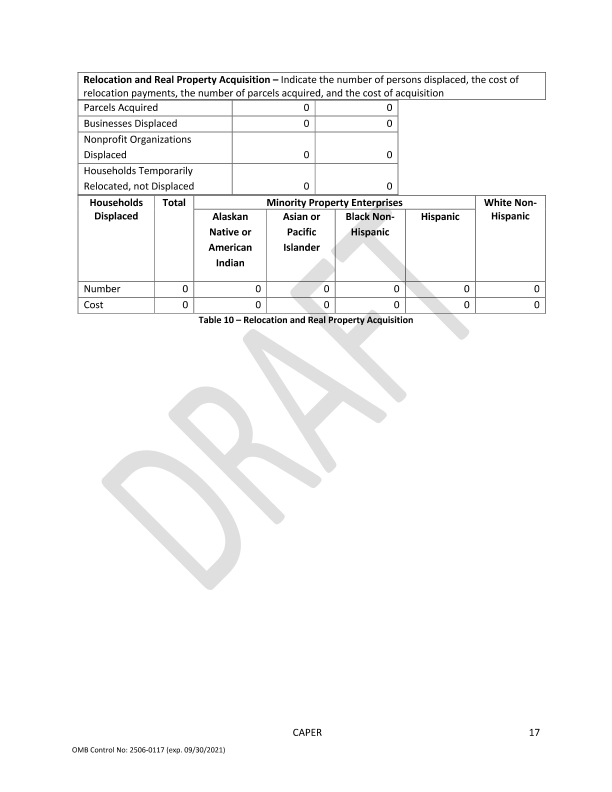 Relocation and Real Property Acquisition – Indicate the number of persons displaced, the cost of
relocation payments, the number of parcels acquired, and the cost of acquisition
Parcels Acquired 0 0
Businesses Displaced 0 0
Nonprofit Organizations
Displaced 0 0
Households Temporarily
Relocated, not Displaced 0 0
Households Total Minority Property Enterprises White Non-
Displaced Alaskan Asian or Black Non- Hispanic Hispanic
Native or Pacific Hispanic
American Islander
Indian
Number 0 0 0 0 0 0
Cost 0 0 0 0 0 0
Table 10 – Relocation and Real Property Acquisition
DRAFT
CAPER 17
OMB Control No: 2506-0117 (exp. 09/30/2021)